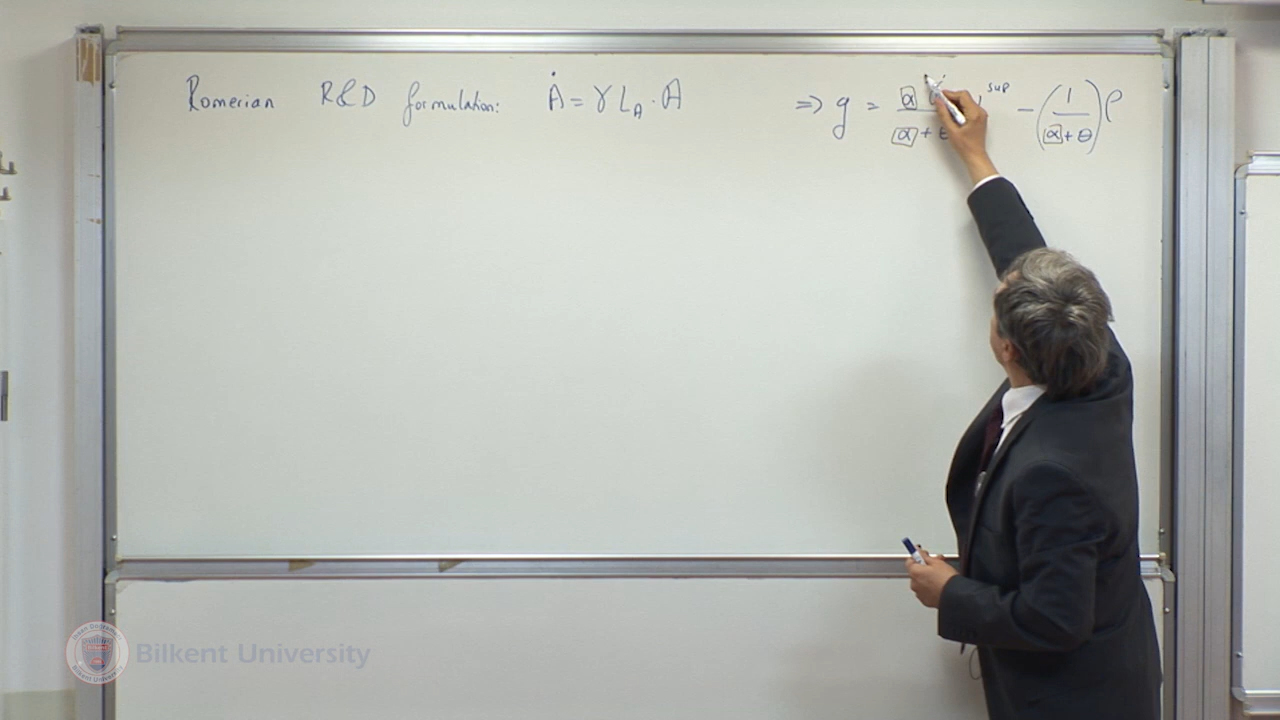 Romerian R&D formulation: Ȧ = γ L_A · A ⇒ g = α / (α + θ sup − (1 / (α + θ)) ρ
Bilkent University